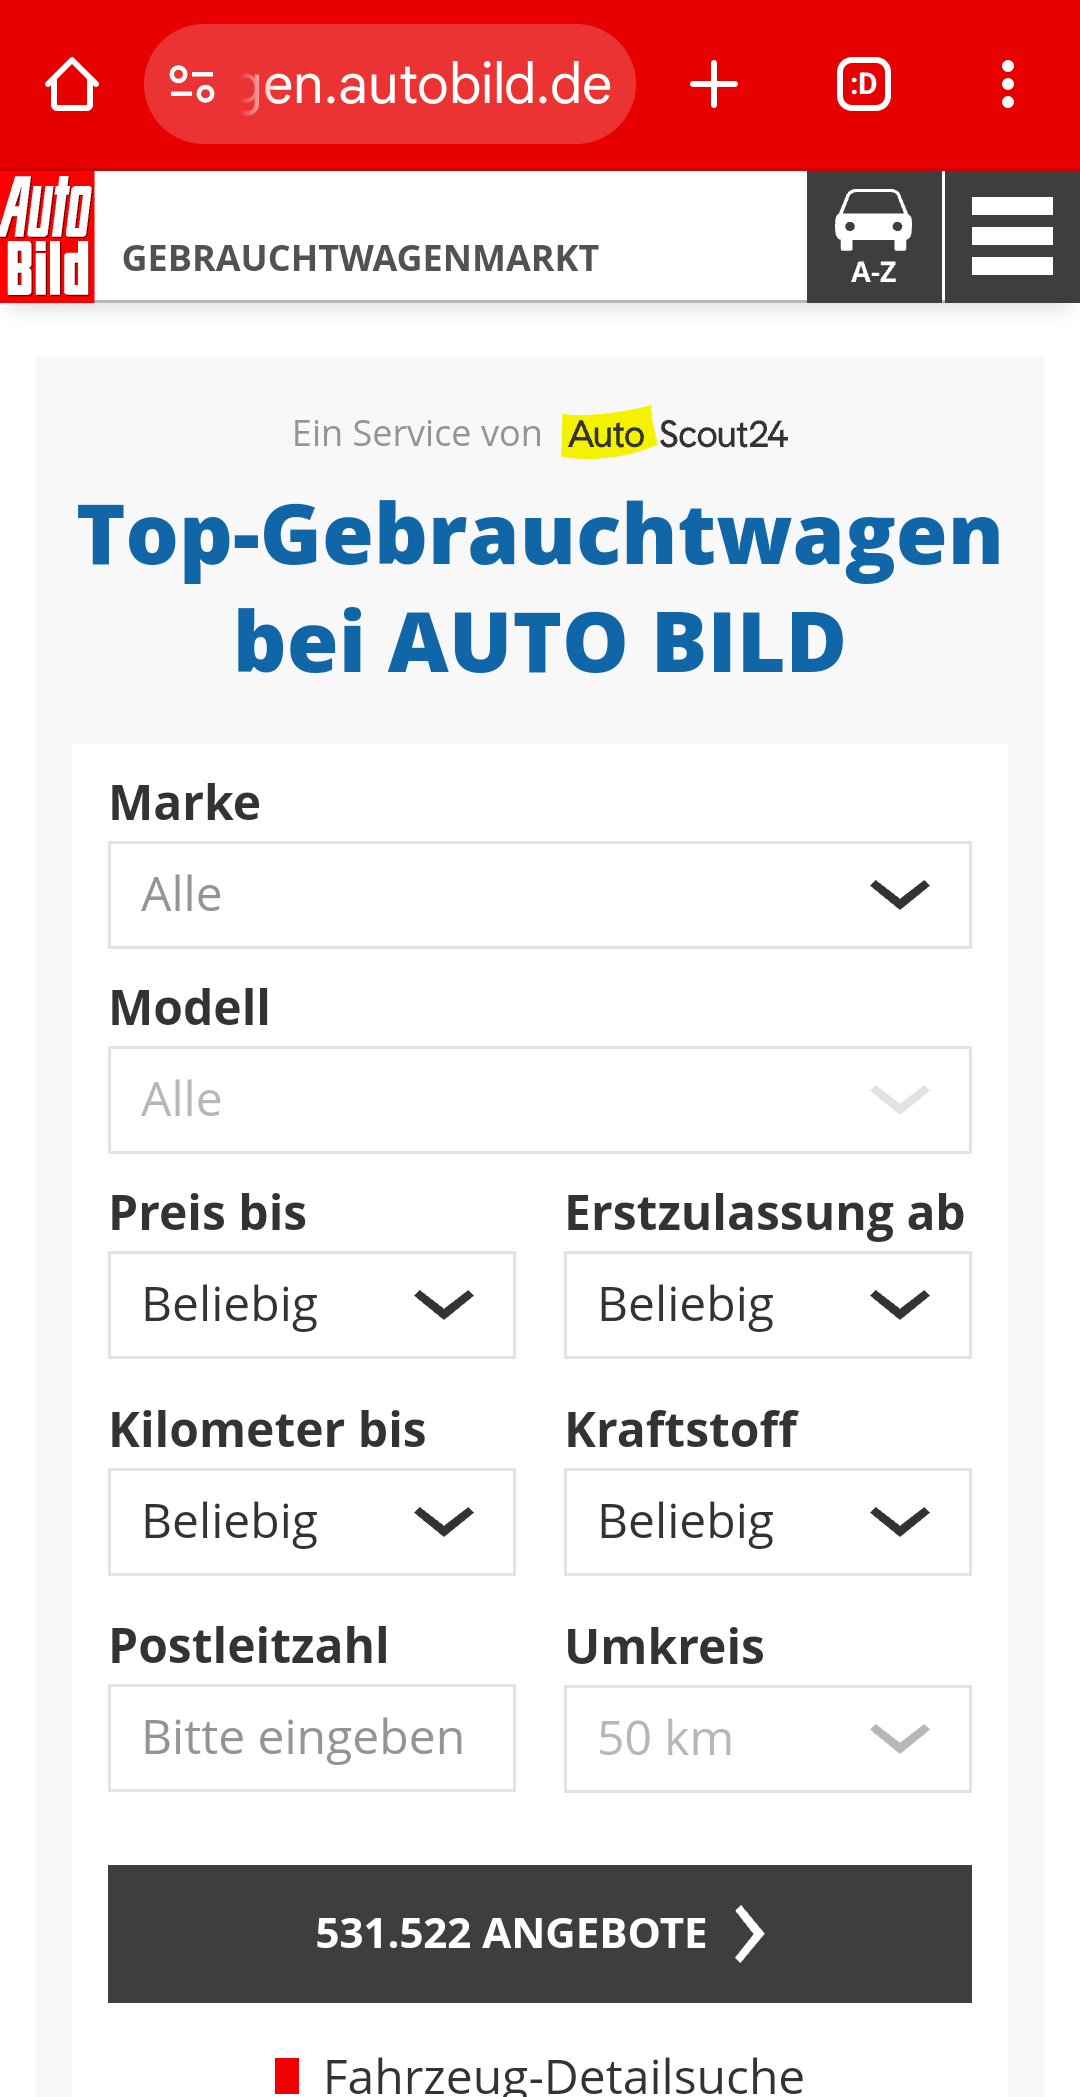 gen.autobild.de
:D
Auto
Bild
GEBRAUCHTWAGENMARKT
A-Z
Ein Service von AutoScout24
Top-Gebrauchtwagen
bei AUTO BILD
Marke
Alle
Modell
Alle
Preis bis
Erstzulassung ab
Beliebig
Beliebig
Kilometer bis
Kraftstoff
Beliebig
Beliebig
Postleitzahl
Umkreis
Bitte eingeben
50 km
531.522 ANGEBOTE
Fahrzeug-Detailsuche